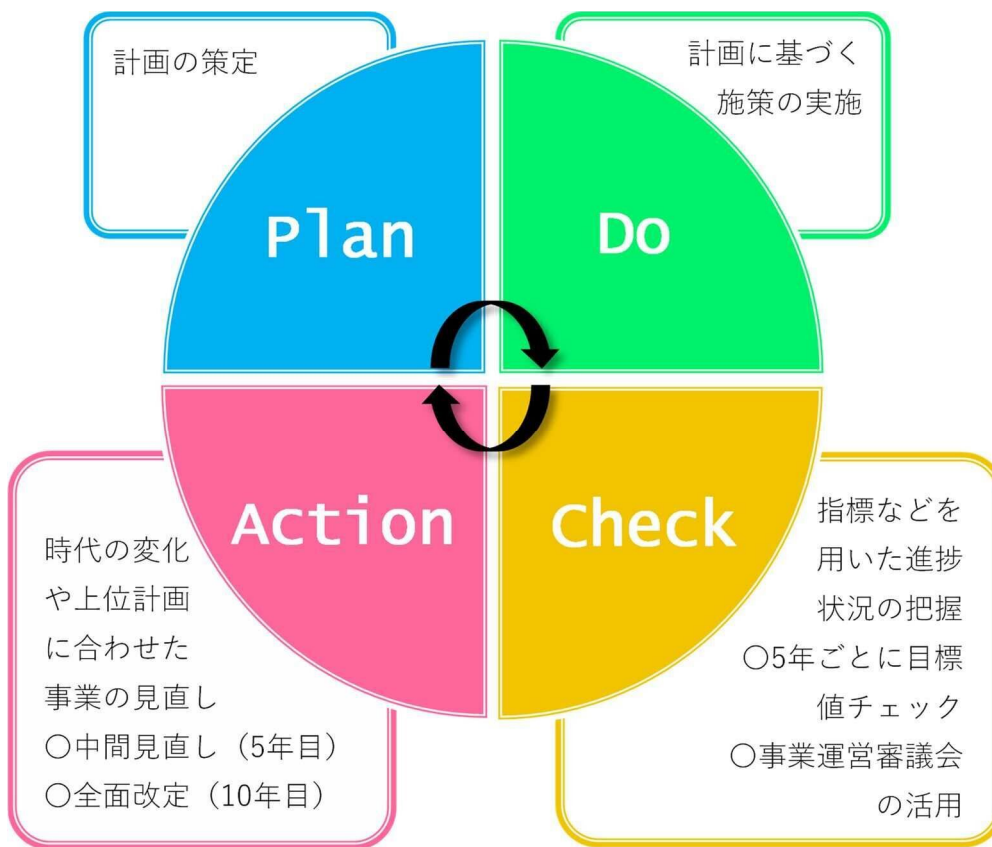 計画の策定
計画に基づく
施策の実施
Plan
Do
Action
Check
時代の変化
や上位計画
に合わせた
事業の見直し
〇中間見直し（5年目）
〇全面改定（10年目）
指標などを
用いた進捗
状況の把握
〇5年ごとに目標
値チェック
〇事業運営審議会
の活用